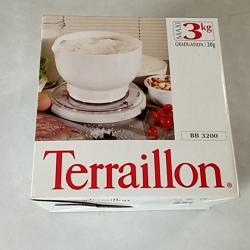 MAXI 3kg
GRADUATION : 20g
BB 3200
Terraillon®